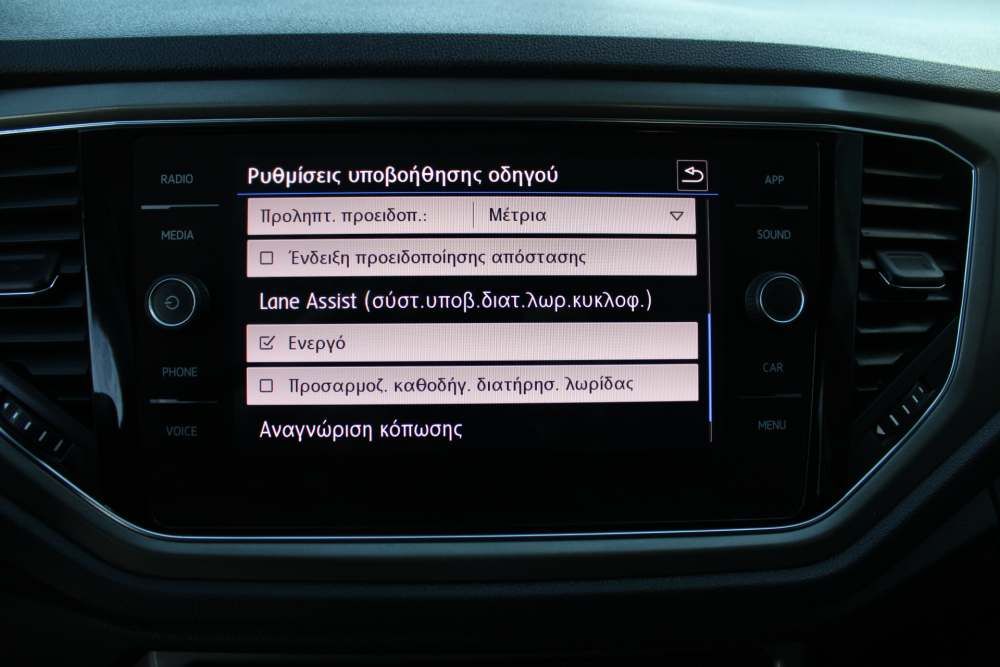 RADIO
MEDIA
PHONE
VOICE
Ρυθμίσεις υποβοήθησης οδηγού
Προληπτ. προειδοπ.: Μέτρια
Ένδειξη προειδοποίησης απόστασης
Lane Assist (σύστ.υποβ.διατ.λωρ.κυκλοφ.)
Ενεργό
Προσαρμοζ. καθοδήγ. διατήρησ. λωρίδας
Αναγνώριση κόπωσης
APP
SOUND
CAR
MENU